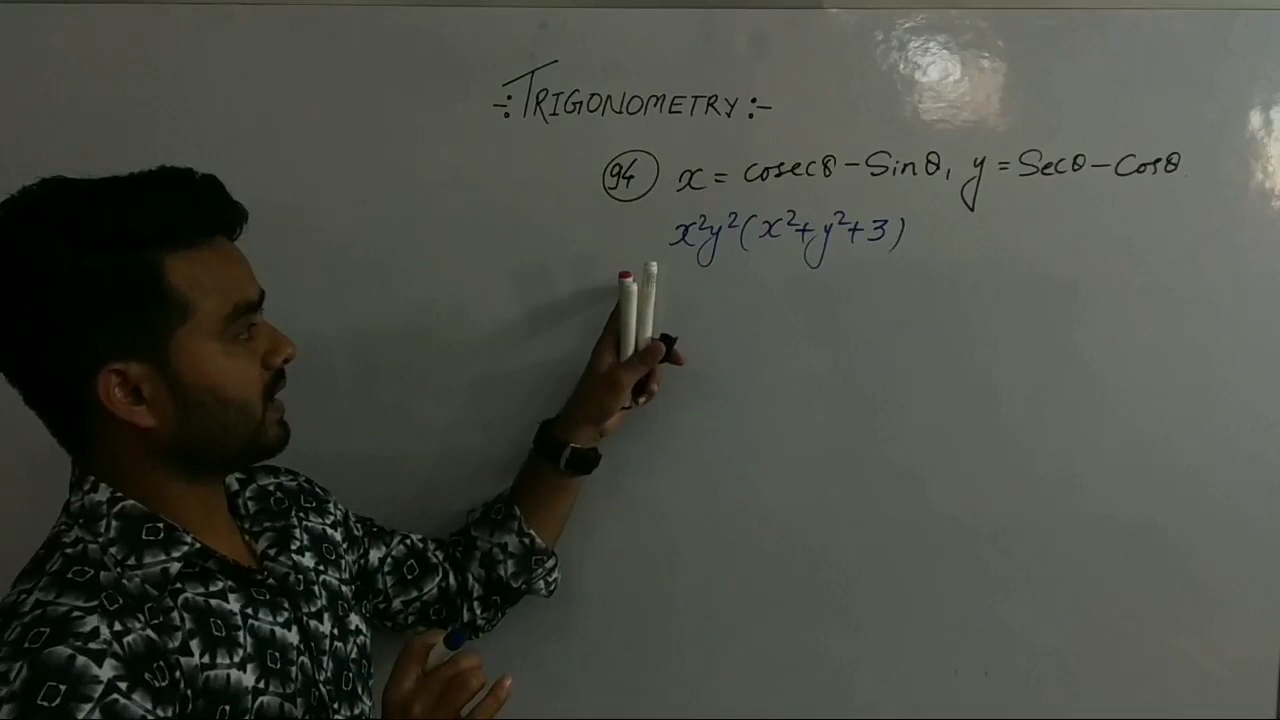 -:TRIGONOMETRY:-
94 x = cosecθ - Sinθ, y = Secθ - Cosθ
x²y²(x²+y²+3)